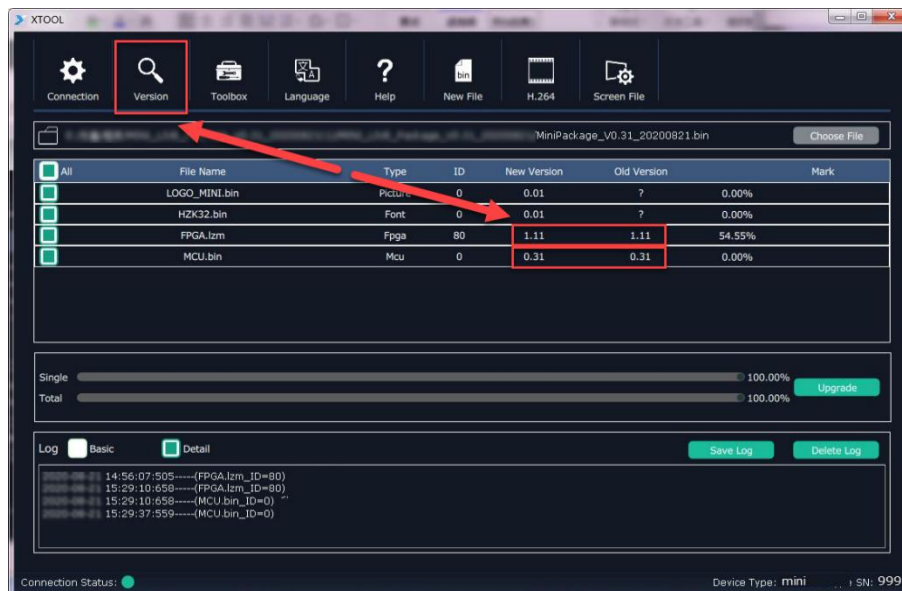 XTOOL
Connection Version Toolbox Language Help New File H.264 Screen File
MiniPackage_V0.31_20200821.bin Choose File
All File Name Type ID New Version Old Version Mark
LOGO_MINI.bin Picture 0 0.01 ? 0.00%
HZK32.bin Font 0 0.01 ? 0.00%
FPGA.lzm Fpga 80 1.11 1.11 54.55%
MCU.bin Mcu 0 0.31 0.31 0.00%
Single 100.00%
Upgrade
Total 100.00%
Log Basic Detail Save Log Delete Log
14:56:07:505-----(FPGA.lzm_ID=80)
15:29:10:658-----(FPGA.lzm_ID=80)
15:29:10:658-----(MCU.bin_ID=0)
15:29:37:559-----(MCU.bin_ID=0)
Connection Status: Device Type: mini SN: 999